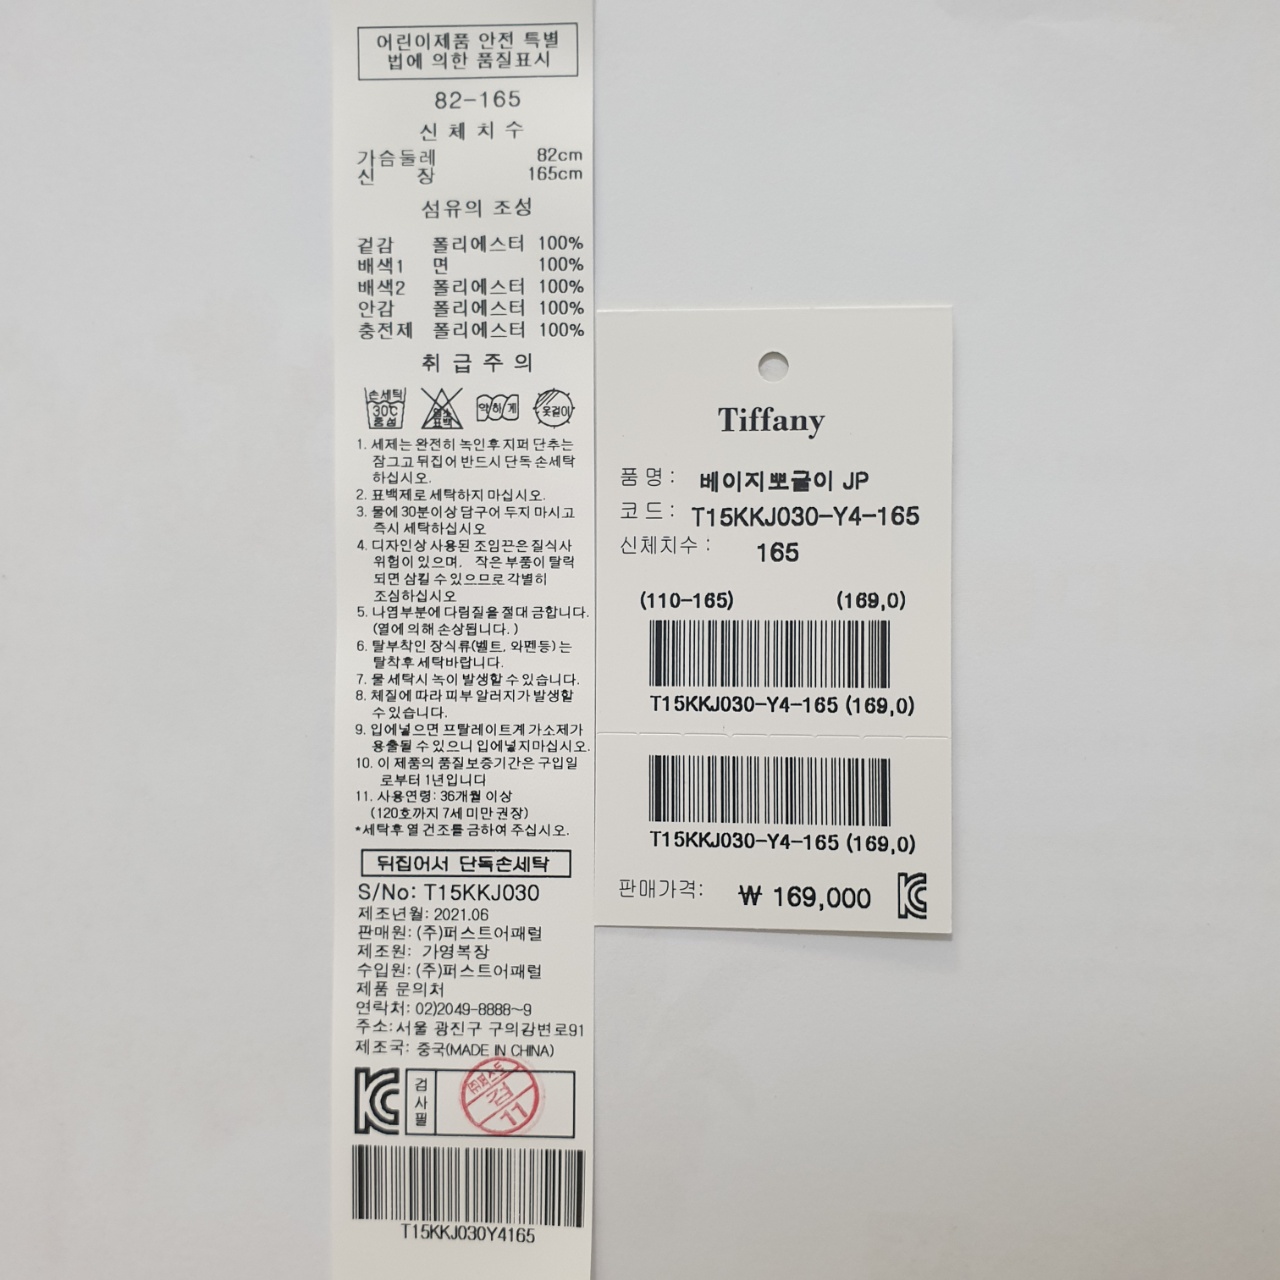 어린이제품 안전 특별
법에 의한 품질표시
82-165
신 체 치 수
가슴둘레 82cm
신 장 165cm
섬유의 조성
겉감 폴리에스터 100%
배색1 면 100%
배색2 폴리에스터 100%
안감 폴리에스터 100%
충전제 폴리에스터 100%
취 급 주 의
손세탁 30℃ 중성 염소 표백 약하게 옷걸이
1. 세제는 완전히 녹인후 지퍼 단추는
잠그고 뒤집어 반드시 단독 손세탁
하십시오.
2. 표백제로 세탁하지 마십시오.
3. 물에 30분이상 담구어 두지 마시고
즉시 세탁하십시오
4. 디자인상 사용된 조임끈은 질식사
위험이 있으며, 작은 부품이 탈락
되면 삼킬 수 있으므로 각별히
조심하십시오
5. 나염부분에 다림질을 절대 금합니다.
(열에 의해 손상됩니다. )
6. 탈부착인 장식류(벨트, 와펜등) 는
탈착후 세탁바랍니다.
7. 물 세탁시 녹이 발생할 수 있습니다.
8. 체질에 따라 피부 알러지가 발생할
수 있습니다.
9. 입에넣으면 프탈레이트계 가소제가
용출될 수 있으니 입에넣지마십시오.
10. 이 제품의 품질보증기간은 구입일
로부터 1년입니다
11. 사용연령: 36개월 이상
(120호까지 7세 미만 권장)
*세탁후 열 건조를 금하여 주십시오.
뒤집어서 단독손세탁
S/No: T15KKJ030
제조년월: 2021.06
판매원: (주)퍼스트어패럴
제조원: 가영복장
수입원: (주)퍼스트어패럴
제품 문의처
연락처: 02)2049-8888~9
주소: 서울 광진구 구의강변로91
제조국: 중국(MADE IN CHINA)
KC 검사필
(주)퍼스트
검
11
T15KKJ030Y4165
Tiffany
품 명 : 베이지뽀글이 JP
코 드 : T15KKJ030-Y4-165
신체치수 : 165
(110-165) (169,0)
T15KKJ030-Y4-165 (169,0)
T15KKJ030-Y4-165 (169,0)
판매가격: ₩ 169,000 KC